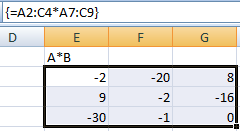 {=A2:C4*A7:C9}
D E F G
A*B
-2 -20 8
9 -2 -16
-30 -1 0